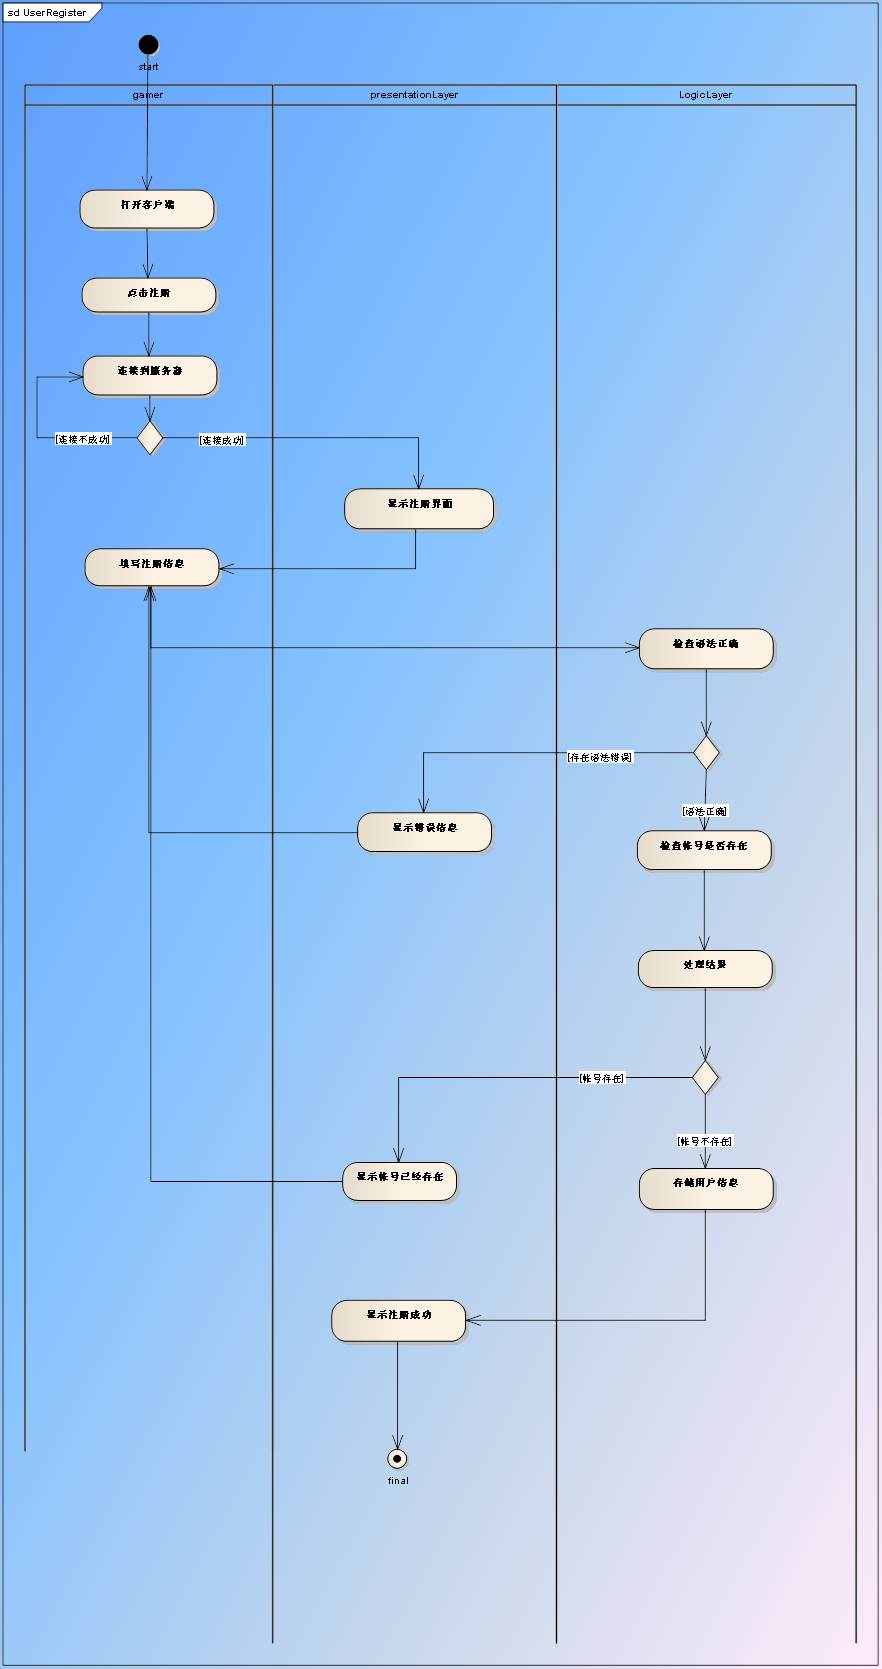 sd UserRegister
start
gamer
presentationLayer
LogicLayer
打开客户端
点击注册
连接到服务器
[连接不成功]
[连接成功]
显示注册界面
填写注册信息
检查语法正确
[存在语法错误]
[语法正确]
显示错误信息
检查帐号是否存在
处理结果
[帐号存在]
[帐号不存在]
显示帐号已经存在
存储用户信息
显示注册成功
final